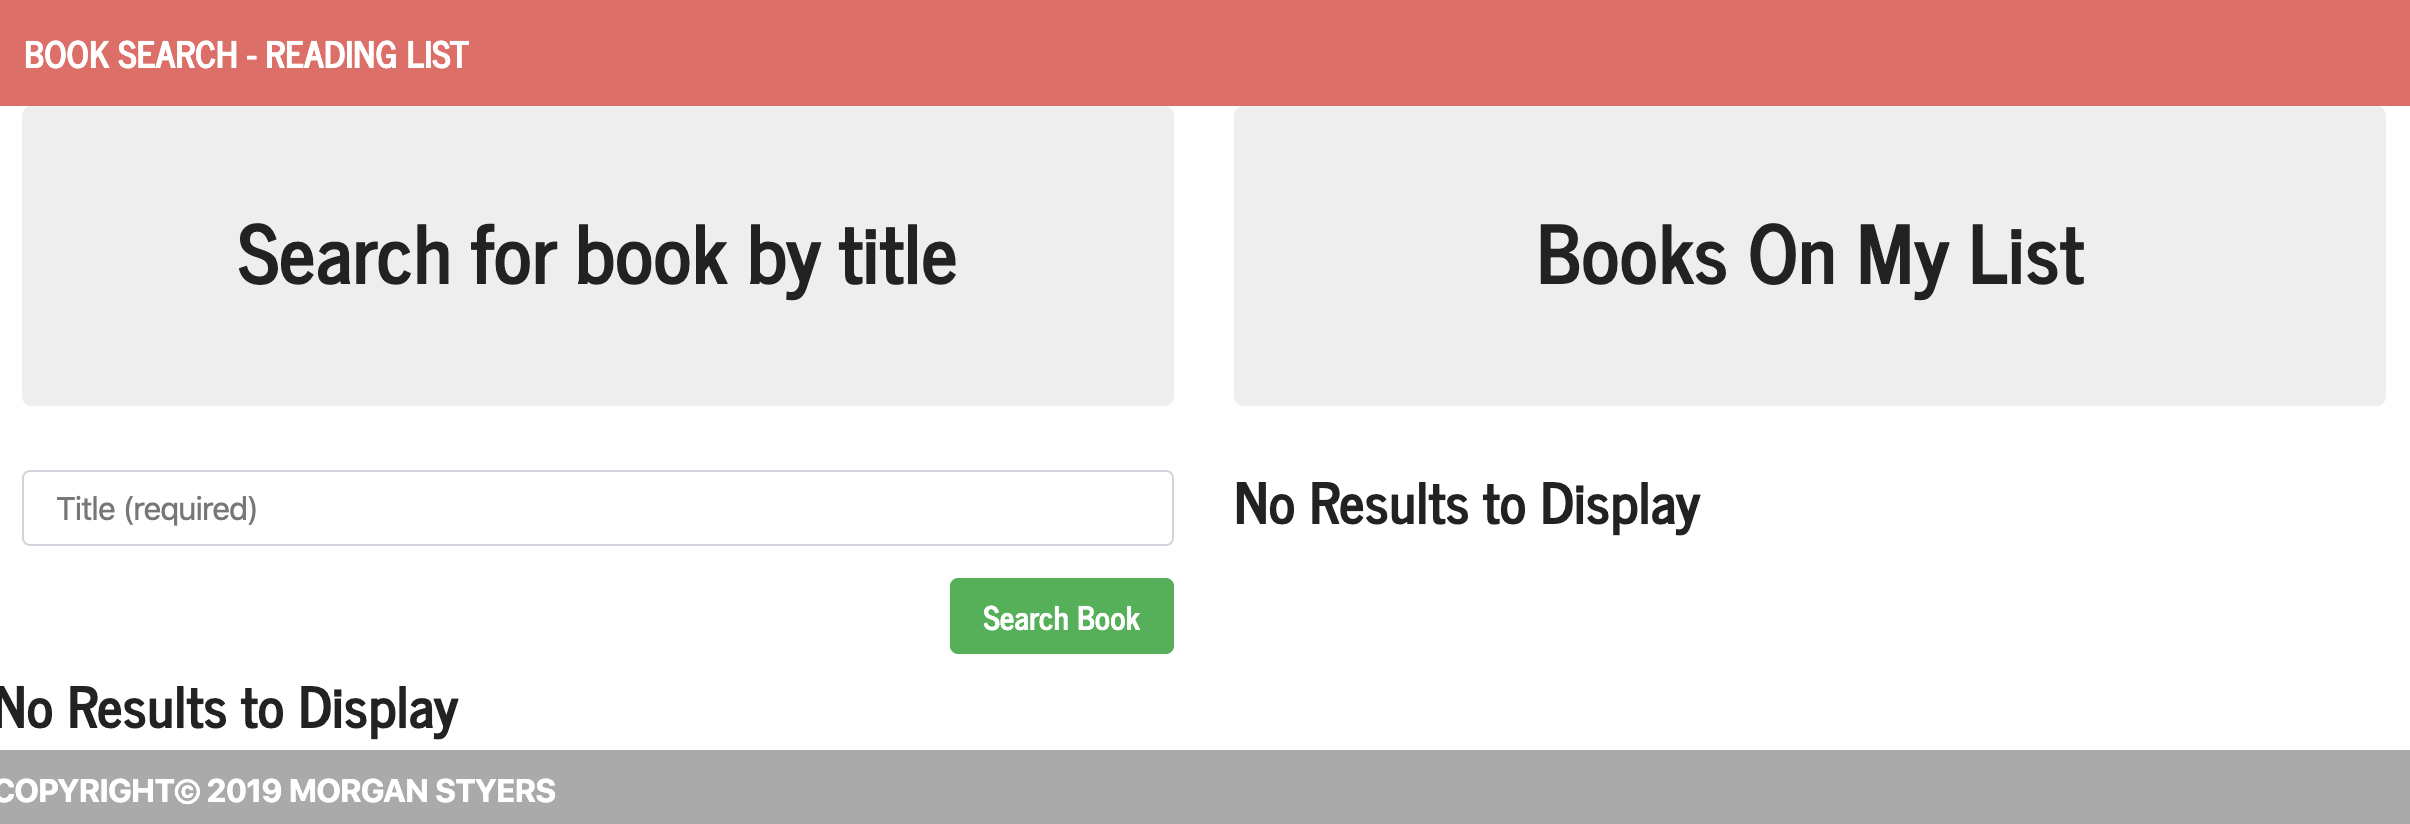 BOOK SEARCH - READING LIST
Search for book by title
Books On My List
Title (required)
No Results to Display
Search Book
No Results to Display
COPYRIGHT© 2019 MORGAN STYERS